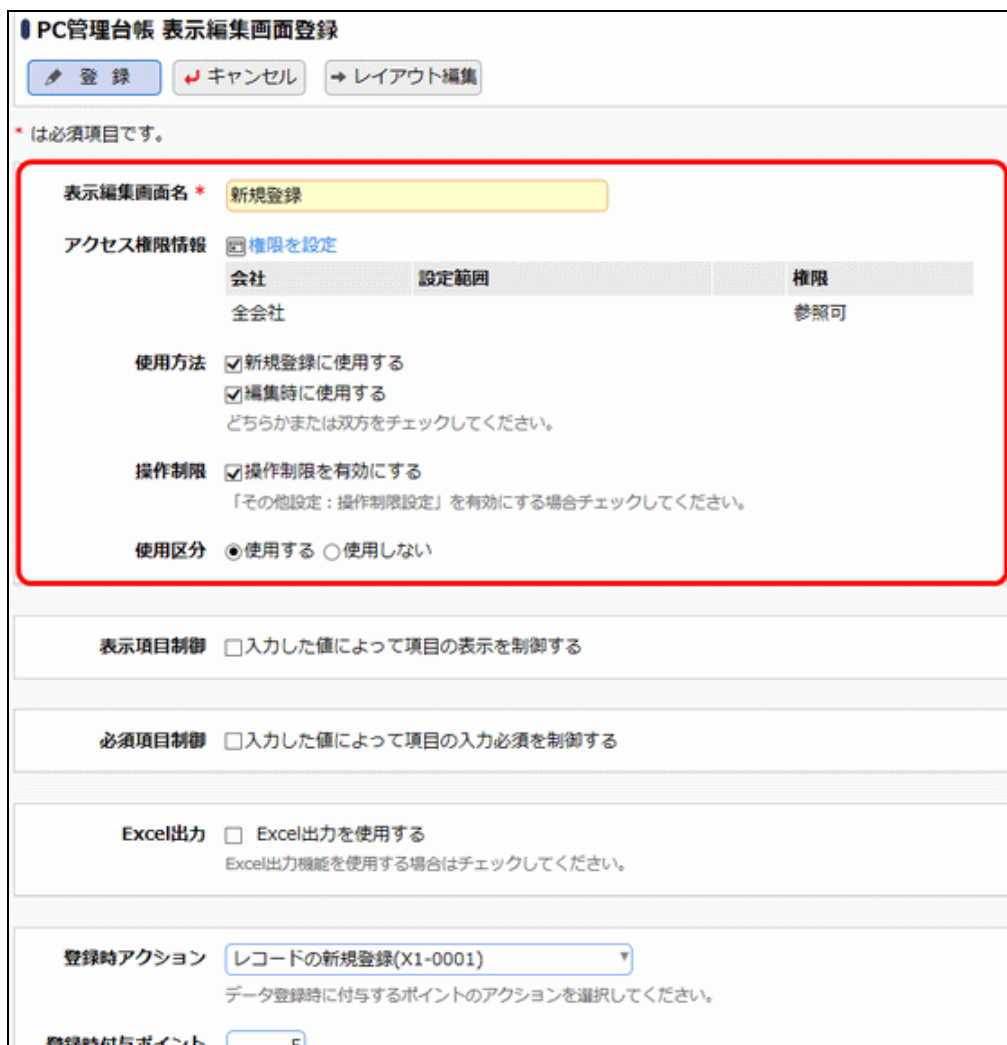 PC管理台帳 表示編集画面登録
登 録 キャンセル レイアウト編集
* は必須項目です。
表示編集画面名 * 新規登録
アクセス権限情報 権限を設定
会社 設定範囲 権限
全会社 参照可
使用方法 新規登録に使用する
編集時に使用する
どちらかまたは双方をチェックしてください。
操作制限 操作制限を有効にする
「その他設定：操作制限設定」を有効にする場合チェックしてください。
使用区分 使用する 使用しない
表示項目制御 入力した値によって項目の表示を制御する
必須項目制御 入力した値によって項目の入力必須を制御する
Excel出力 Excel出力を使用する
Excel出力機能を使用する場合はチェックしてください。
登録時アクション レコードの新規登録(X1-0001)
データ登録時に付与するポイントのアクションを選択してください。
登録時付与ポイント 5